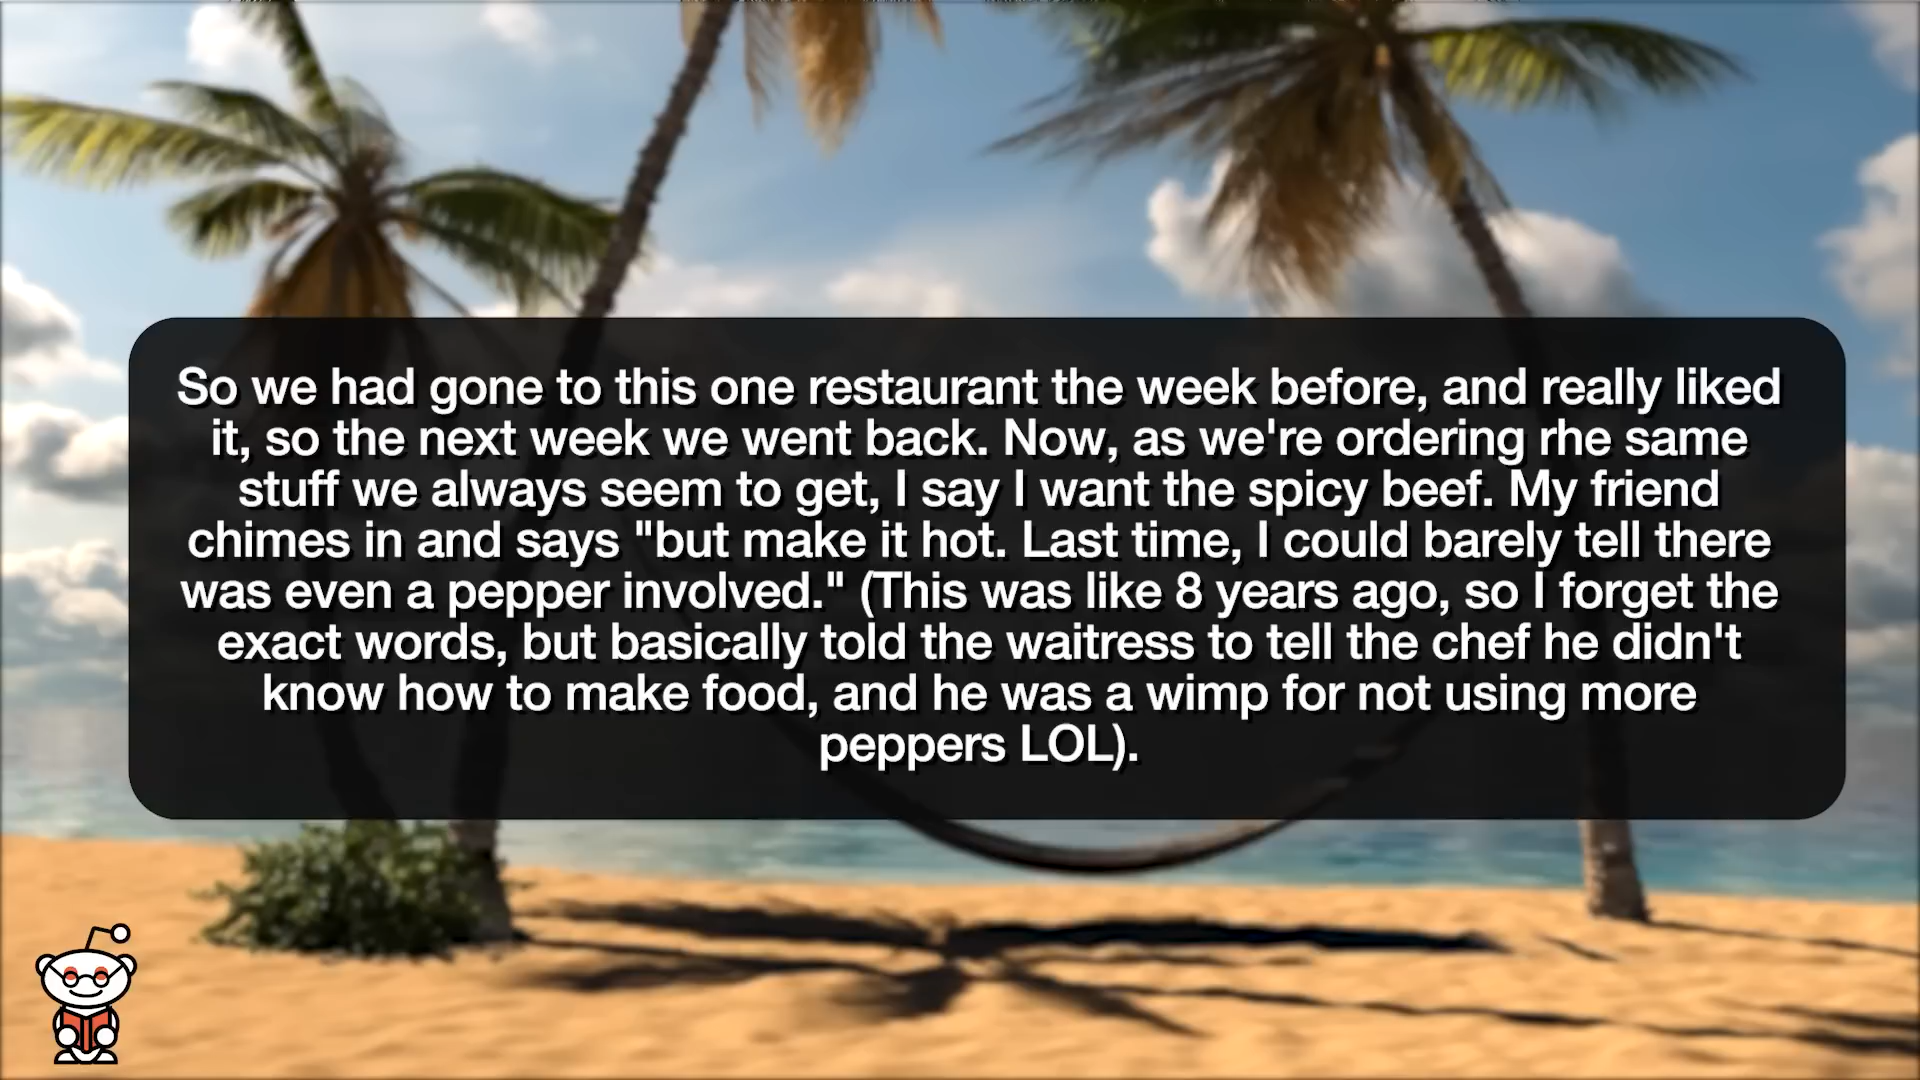 So we had gone to this one restaurant the week before, and really liked
it, so the next week we went back. Now, as we're ordering rhe same
stuff we always seem to get, I say I want the spicy beef. My friend
chimes in and says "but make it hot. Last time, I could barely tell there
was even a pepper involved." (This was like 8 years ago, so I forget the
exact words, but basically told the waitress to tell the chef he didn't
know how to make food, and he was a wimp for not using more
peppers LOL).